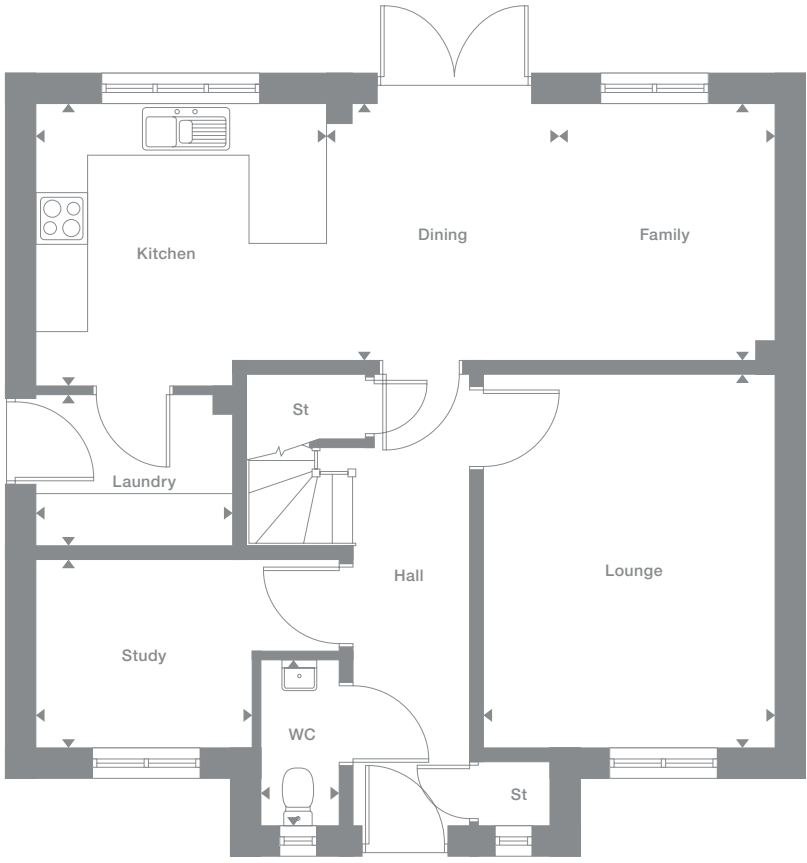 Kitchen
Dining
Family
St
Laundry
Hall
Lounge
Study
WC
St